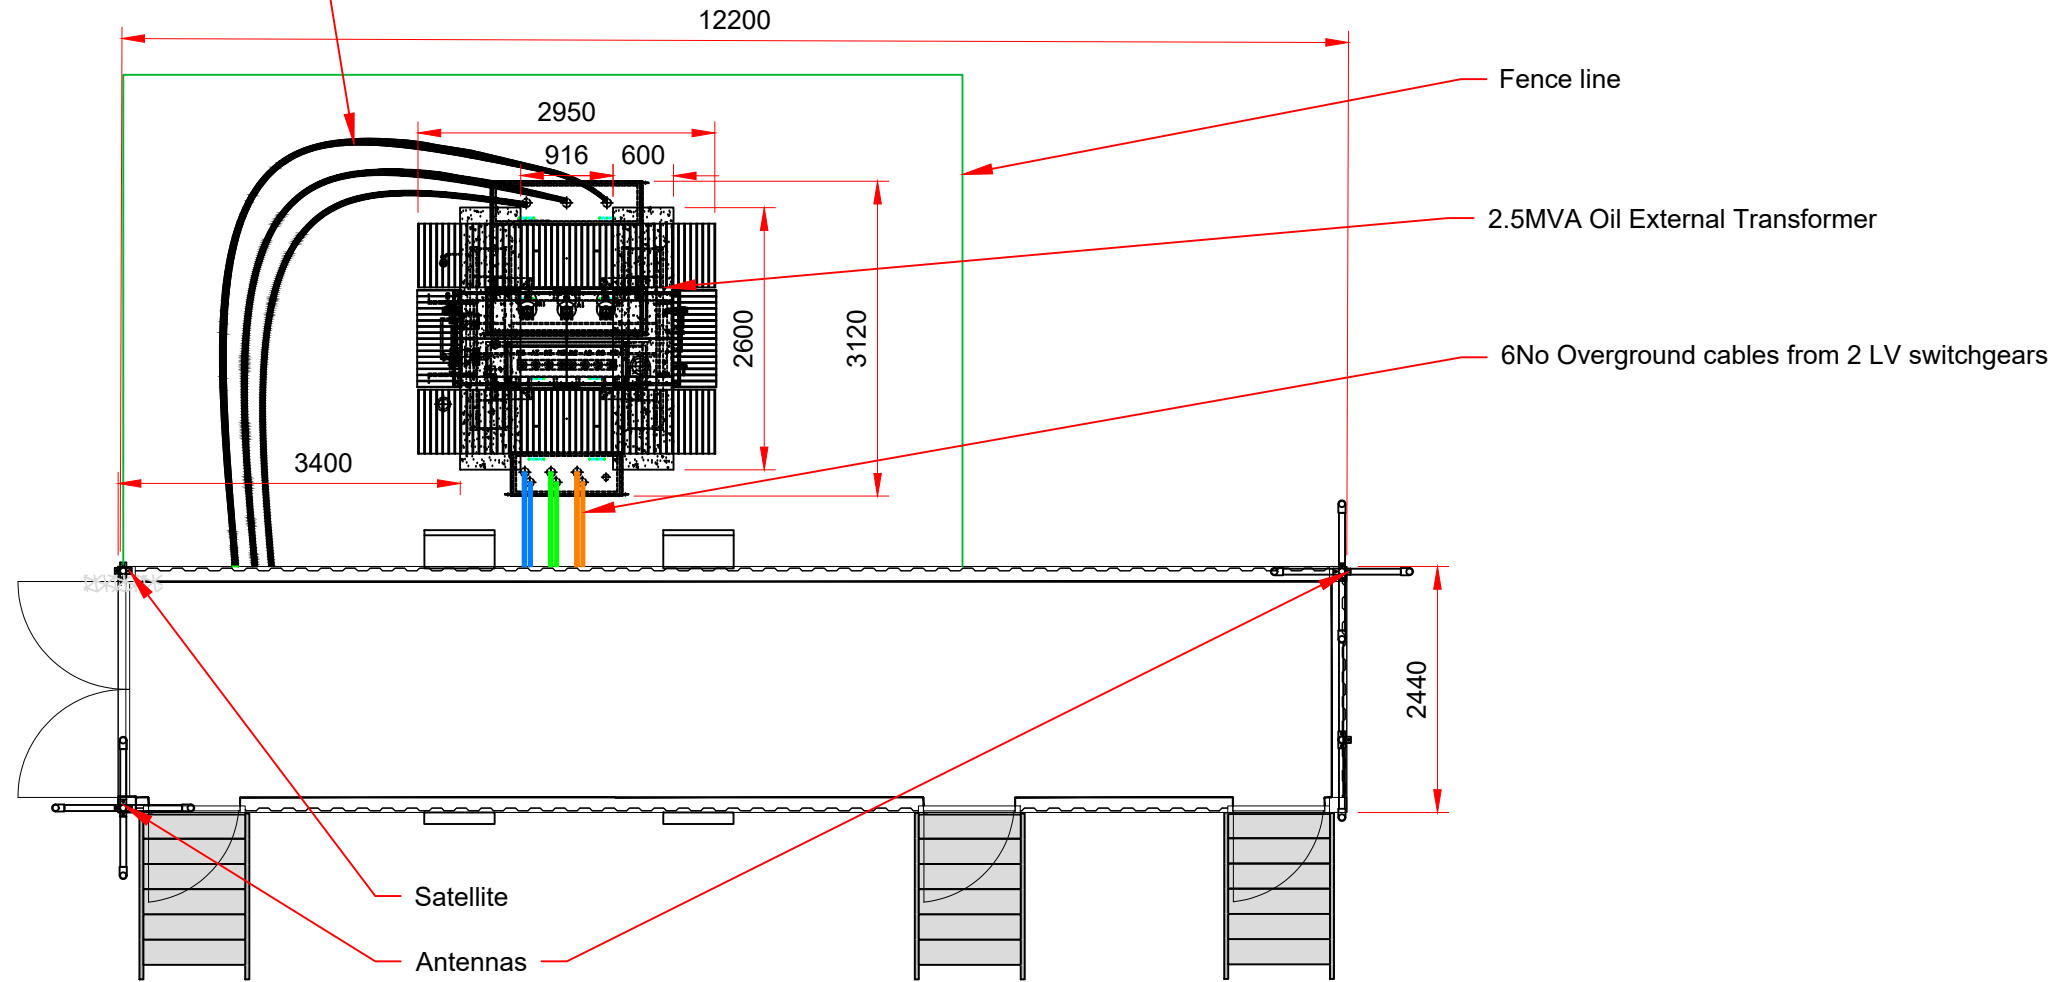 12200
Fence line
2950
916
600
2.5MVA Oil External Transformer
2600
3120
6No Overground cables from 2 LV switchgears
3400
2440
Satellite
Antennas